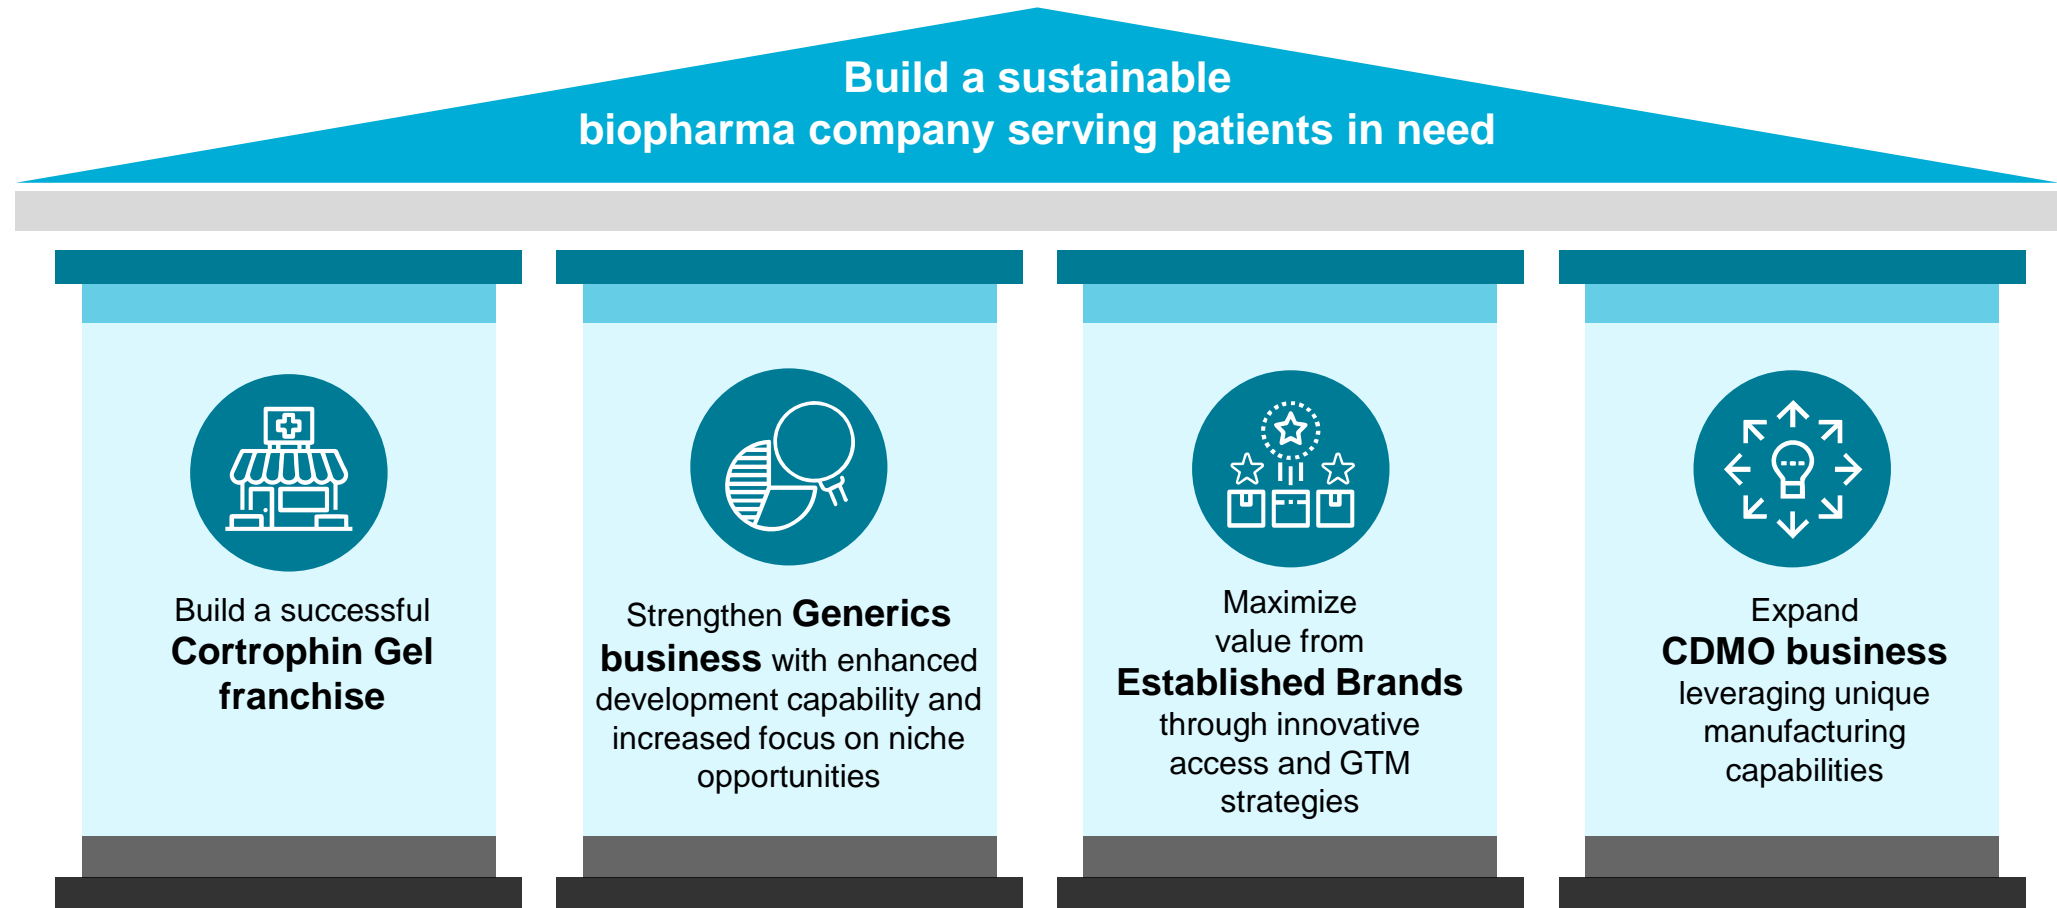 Build a sustainable
biopharma company serving patients in need
Build a successful
Cortrophin Gel
franchise
Strengthen Generics
business with enhanced
development capability and
increased focus on niche
opportunities
Maximize
value from
Established Brands
through innovative
access and GTM
strategies
Expand
CDMO business
leveraging unique
manufacturing
capabilities